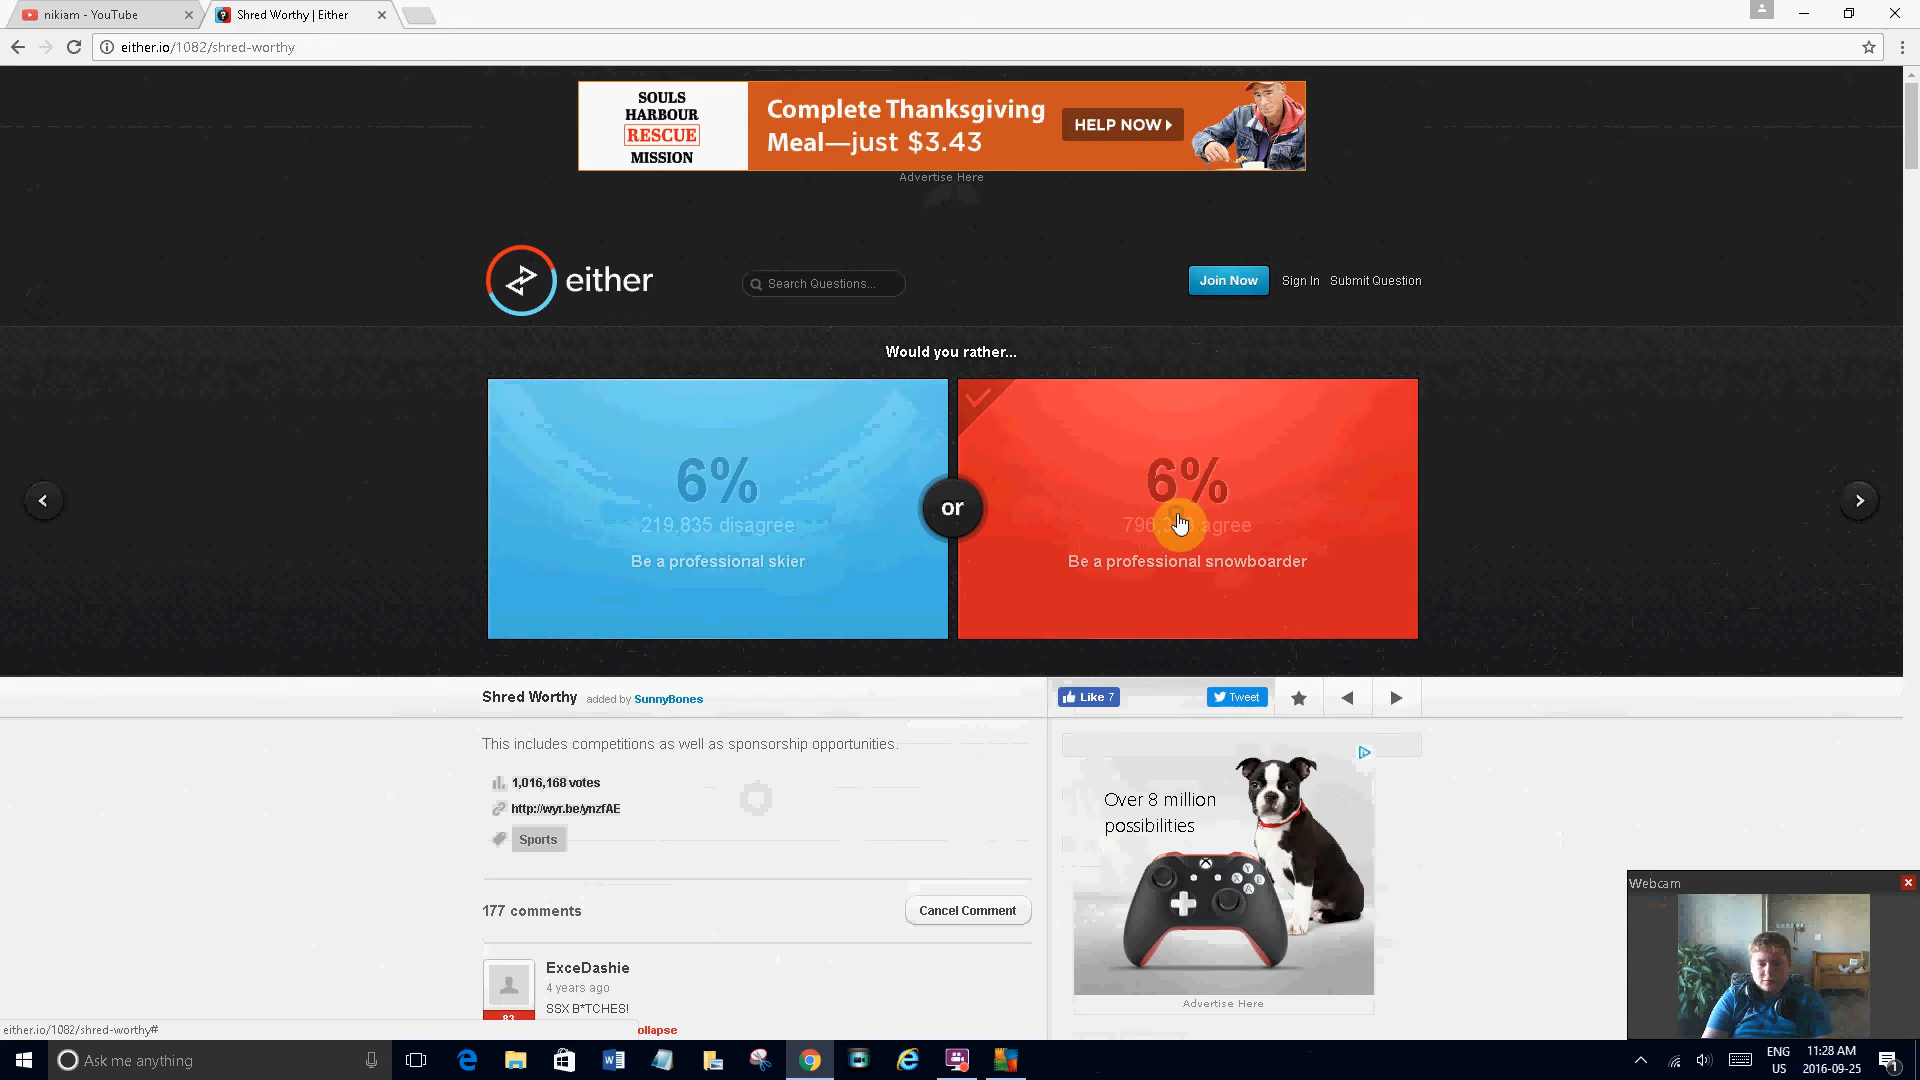 nikiam - YouTube
Shred Worthy | Either
either.io/1082/shred-worthy
SOULS
HARBOUR
RESCUE
MISSION
Complete Thanksgiving
Meal—just $3.43
HELP NOW
Advertise Here
either
Search Questions...
Join Now
Sign In
Submit Question
Would you rather...
6%
219,835 disagree
Be a professional skier
or
6%
agree
Be a professional snowboarder
Shred Worthy added by SunnyBones
Like 7
Tweet
This includes competitions as well as sponsorship opportunities.
1,016,168 votes
http://wyr.be/ynzfAE
Sports
Over 8 million
possibilities
Advertise Here
177 comments
Cancel Comment
ExceDashie
4 years ago
SSX B*TCHES!
83
ollapse
either.io/1082/shred-worthy#
Webcam
Ask me anything
ENG
US
11:28 AM
2016-09-25
1